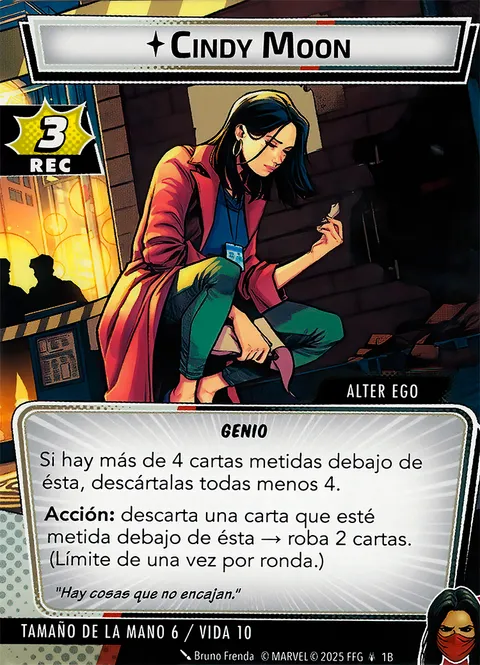 CINDY MOON
3
REC
ALTER EGO
GENIO
Si hay más de 4 cartas metidas debajo de
ésta, descártalas todas menos 4.
Acción: descarta una carta que esté
metida debajo de ésta → roba 2 cartas.
(Límite de una vez por ronda.)
"Hay cosas que no encajan."
TAMAÑO DE LA MANO 6 / VIDA 10
Bruno Frenda © MARVEL © 2025 FFG 1B